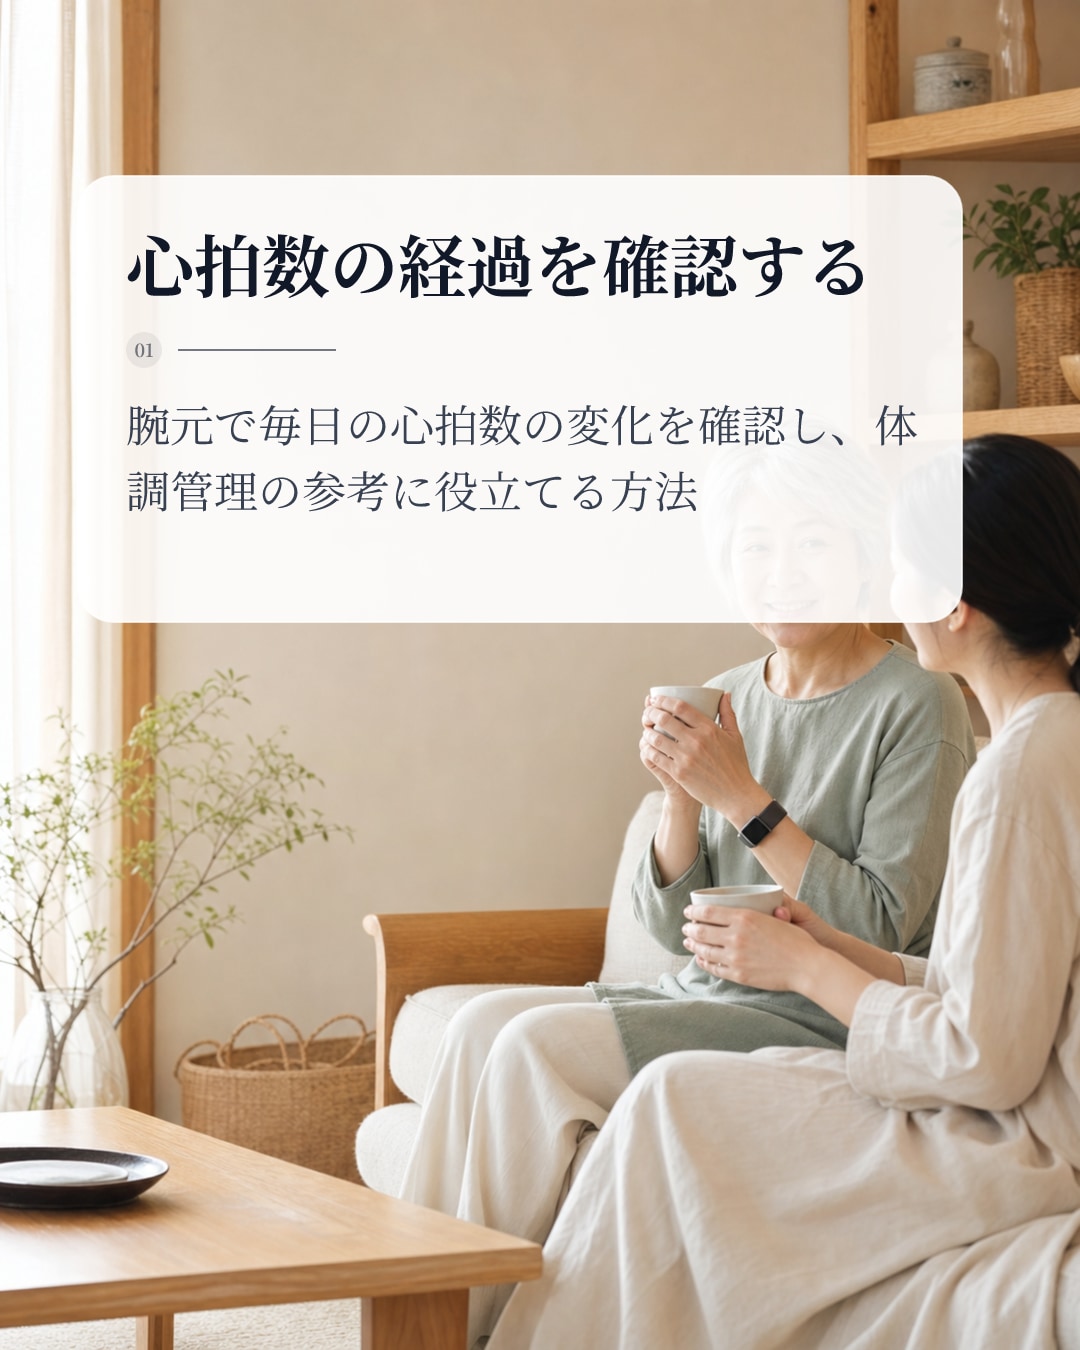 心拍数の経過を確認する
01
腕元で毎日の心拍数の変化を確認し、体
調管理の参考に役立てる方法